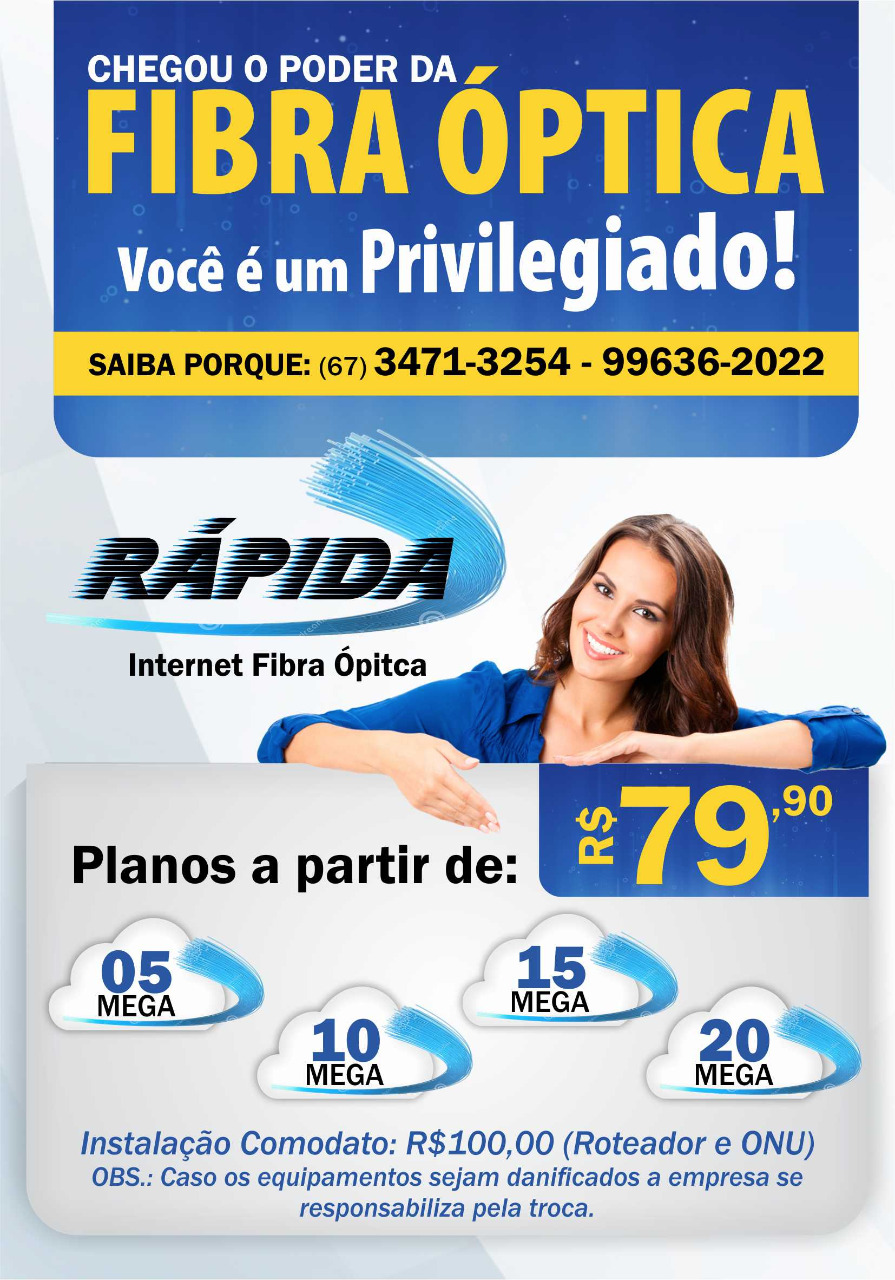 CHEGOU O PODER DA
FIBRA ÓPTICA
Você é um Privilegiado!
SAIBA PORQUE: (67) 3471-3254 - 99636-2022
RÁPIDA
Internet Fibra Ópitca
R$79,90
Planos a partir de:
05
MEGA
15
MEGA
10
MEGA
20
MEGA
Instalação Comodato: R$100,00 (Roteador e ONU)
OBS.: Caso os equipamentos sejam danificados a empresa se
responsabiliza pela troca.